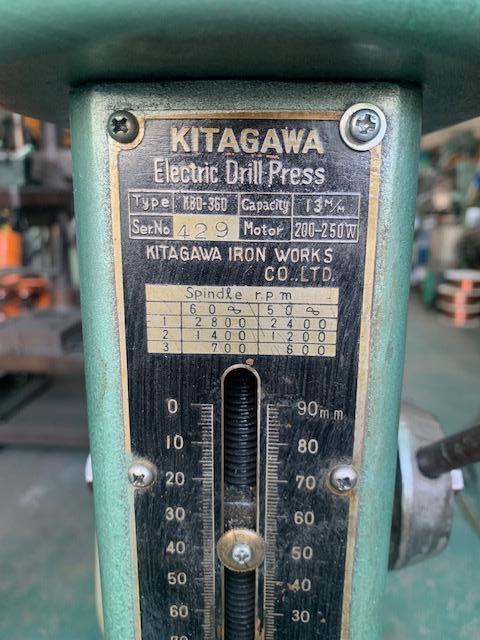 KITAGAWA
Electric Drill Press
Type KBD-360 Capacity 13 M/M
Ser.No 429 Motor 200-250W
KITAGAWA IRON WORKS
CO.,LTD.
Spindle r.p.m
60∾ 50∾
1 2800 2400
2 1400 1200
3 700 600
0 90mm
10 80
20 70
30 60
40 50
50 40
60 30